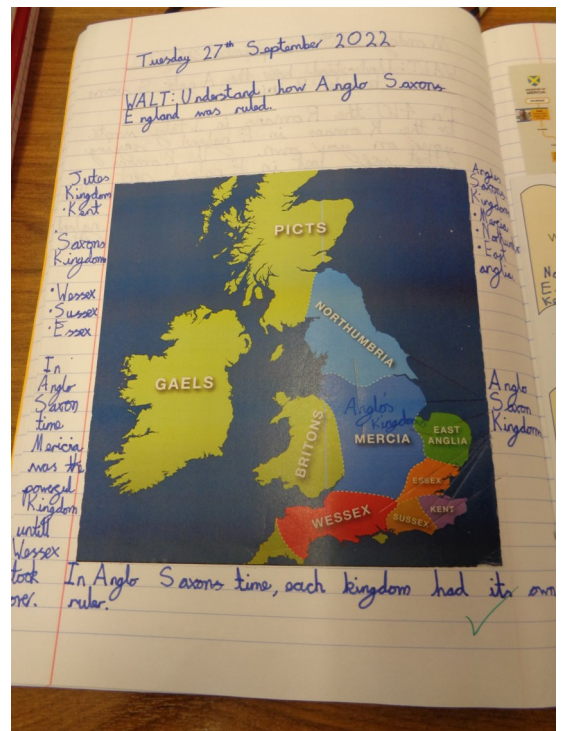 Tuesday 27th September 2022
WALT: Understand how Anglo Saxons
England was ruled.
Jutes
Kingdom
• Kent
Saxons
Kingdom
• Wessex
• Sussex
• Essex
In
Anglo
Saxon
time
Mericia
was the
powerful
Kingdom
untill
Wessex
took
over.
PICTS
NORTHUMBRIA
GAELS
Anglo's
Kingdom
MERCIA
BRITONS
EAST
ANGLIA
ESSEX
KENT
SUSSEX
WESSEX
Angles
Saxons
Kingdom
• Mercia
• East
anglia
Anglo
Saxon
Kingdom
In Anglo Saxons time, each kingdom had its own
ruler.